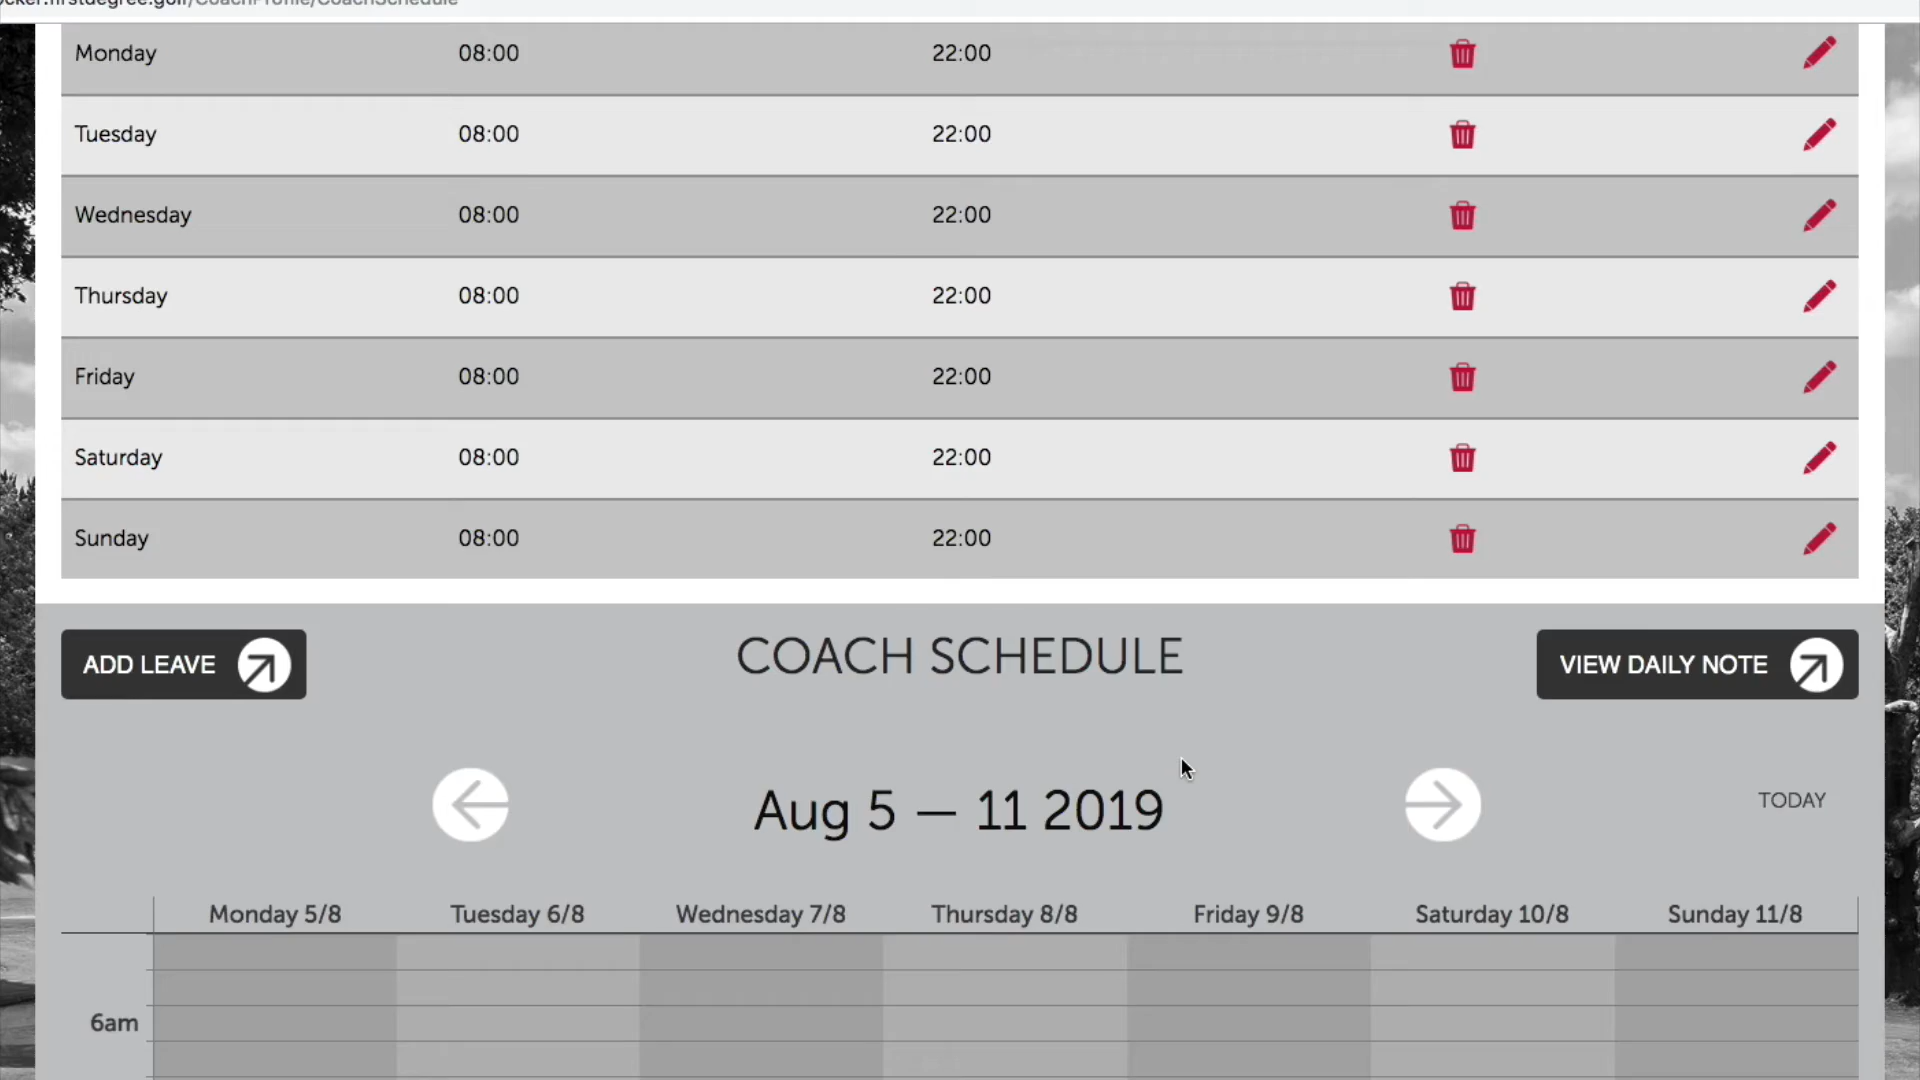 Monday 08:00 22:00
Tuesday 08:00 22:00
Wednesday 08:00 22:00
Thursday 08:00 22:00
Friday 08:00 22:00
Saturday 08:00 22:00
Sunday 08:00 22:00
ADD LEAVE COACH SCHEDULE VIEW DAILY NOTE
Aug 5 — 11 2019 TODAY
Monday 5/8 Tuesday 6/8 Wednesday 7/8 Thursday 8/8 Friday 9/8 Saturday 10/8 Sunday 11/8
6am